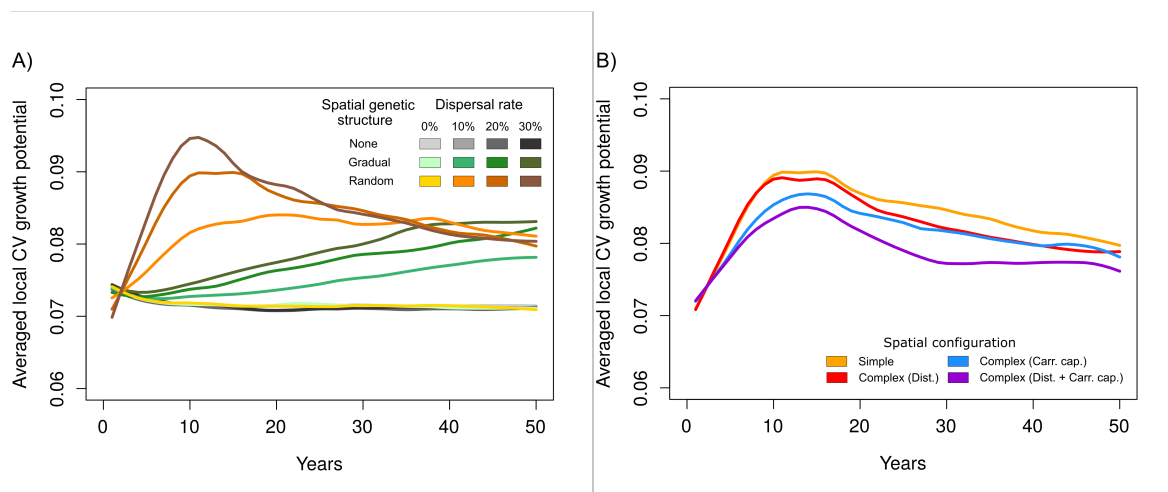 A)
Averaged local CV growth potential
0.10
0.09
0.08
0.07
0.06
Spatial genetic structure
Dispersal rate
0% 10% 20% 30%
None
Gradual
Random
0 10 20 30 40 50
Years
B)
Averaged local CV growth potential
0.10
0.09
0.08
0.07
0.06
Spatial configuration
Simple
Complex (Carr. cap.)
Complex (Dist.)
Complex (Dist. + Carr. cap.)
0 10 20 30 40 50
Years